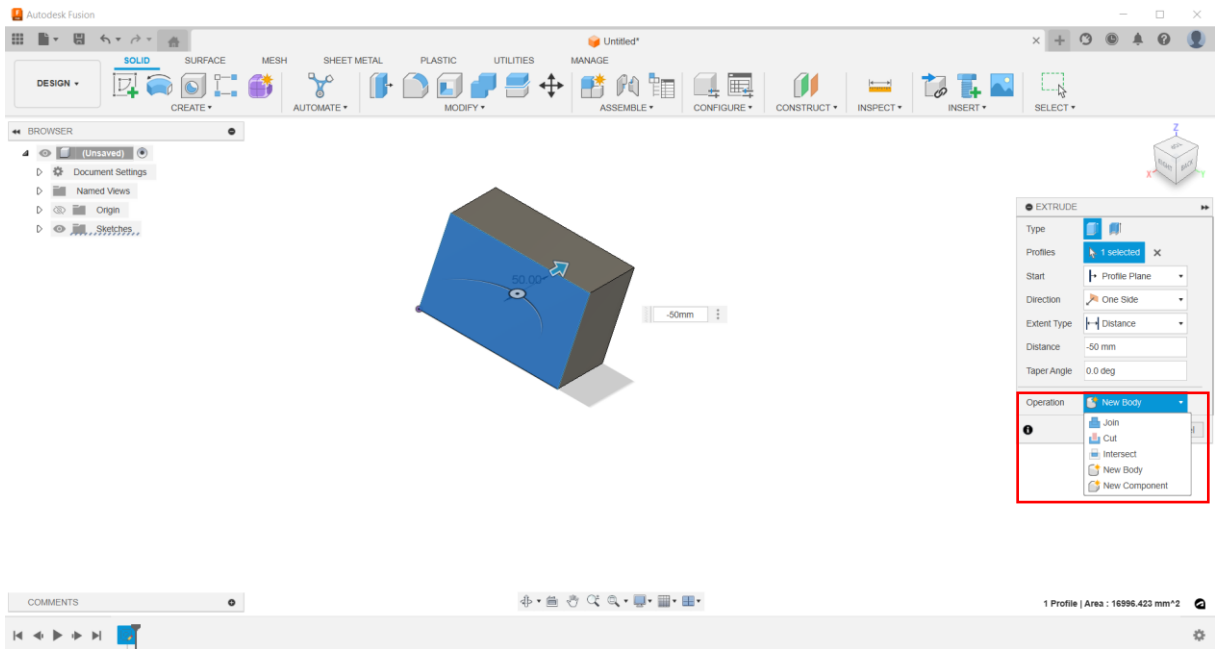 Autodesk Fusion
Untitled*
SOLID SURFACE MESH SHEET METAL PLASTIC UTILITIES MANAGE
DESIGN
CREATE AUTOMATE MODIFY ASSEMBLE CONFIGURE CONSTRUCT INSPECT INSERT SELECT
BROWSER
(Unsaved)
Document Settings
Named Views
Origin
Sketches
50.00
-50mm
Z
RIGHT BACK
X Y
EXTRUDE
Type
Profiles 1 selected
Start Profile Plane
Direction One Side
Extent Type Distance
Distance -50 mm
Taper Angle 0.0 deg
Operation New Body
Join
Cut
Intersect
New Body
New Component
COMMENTS
1 Profile | Area : 16996.423 mm^2